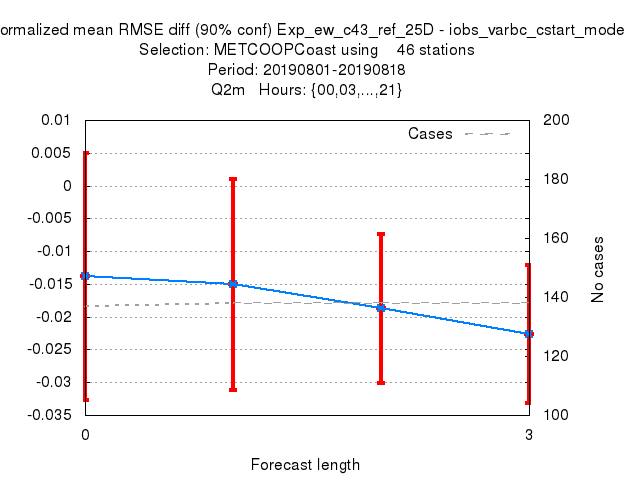 ormalized mean RMSE diff (90% conf) Exp_ew_c43_ref_25D - iobs_varbc_cstart_mode
Selection: METCOOPCoast using 46 stations
Period: 20190801-20190818
Q2m Hours: {00,03,...,21}
Cases
0.01
0.005
0
-0.005
-0.01
-0.015
-0.02
-0.025
-0.03
-0.035
200
180
160
140
120
100
No cases
0
3
Forecast length